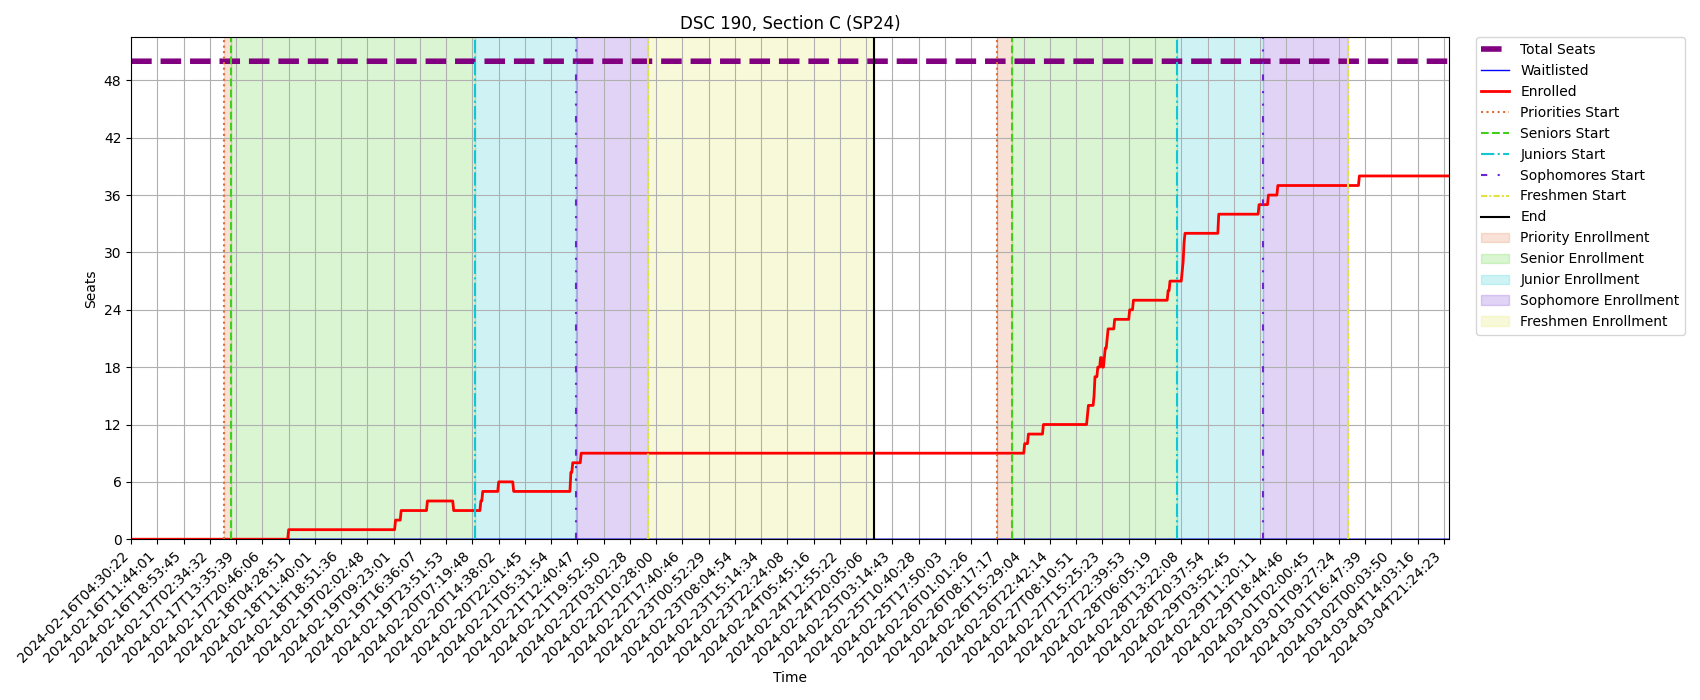 DSC 190, Section C (SP24)
Seats
48
42
36
30
24
18
12
6
0
2024-02-16T04:30:22
2024-02-16T11:44:01
2024-02-16T18:53:45
2024-02-17T02:34:32
2024-02-17T13:35:39
2024-02-17T20:46:06
2024-02-18T04:28:51
2024-02-18T11:40:01
2024-02-18T18:51:36
2024-02-19T02:02:48
2024-02-19T09:23:01
2024-02-19T16:36:07
2024-02-19T23:51:53
2024-02-20T07:19:48
2024-02-20T14:38:02
2024-02-20T22:01:45
2024-02-21T05:31:54
2024-02-21T12:40:47
2024-02-21T19:52:50
2024-02-22T03:02:28
2024-02-22T10:28:00
2024-02-22T17:40:46
2024-02-23T00:52:29
2024-02-23T08:04:54
2024-02-23T15:14:34
2024-02-23T22:24:08
2024-02-24T05:45:16
2024-02-24T12:55:22
2024-02-24T20:05:06
2024-02-25T03:14:43
2024-02-25T10:40:28
2024-02-25T17:50:03
2024-02-26T01:01:26
2024-02-26T08:17:17
2024-02-26T15:29:04
2024-02-26T22:42:14
2024-02-27T08:10:51
2024-02-27T15:25:23
2024-02-27T22:39:53
2024-02-28T06:05:19
2024-02-28T13:22:08
2024-02-28T20:37:54
2024-02-29T03:52:45
2024-02-29T11:20:11
2024-02-29T18:44:46
2024-03-01T02:00:45
2024-03-01T09:27:24
2024-03-01T16:47:39
2024-03-02T00:03:50
2024-03-04T14:03:16
2024-03-04T21:24:23
Time
Total Seats
Waitlisted
Enrolled
Priorities Start
Seniors Start
Juniors Start
Sophomores Start
Freshmen Start
End
Priority Enrollment
Senior Enrollment
Junior Enrollment
Sophomore Enrollment
Freshmen Enrollment